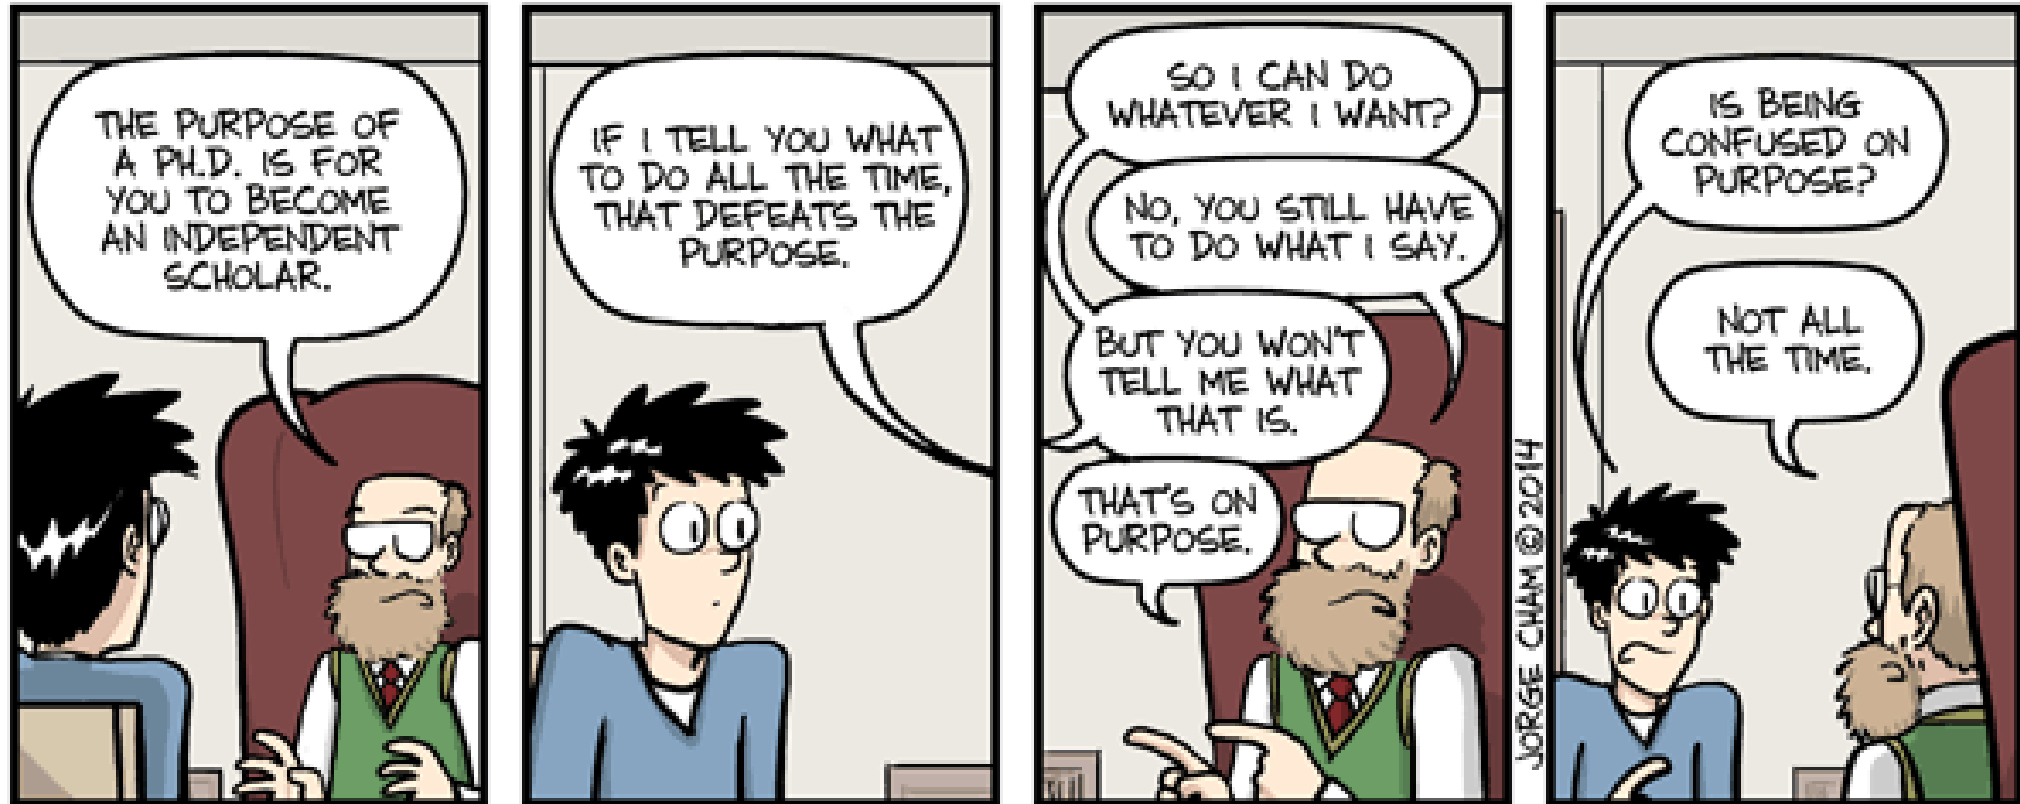 THE PURPOSE OF
A PH.D. IS FOR
YOU TO BECOME
AN INDEPENDENT
SCHOLAR.
IF I TELL YOU WHAT
TO DO ALL THE TIME,
THAT DEFEATS THE
PURPOSE.
SO I CAN DO
WHATEVER I WANT?
NO, YOU STILL HAVE
TO DO WHAT I SAY.
BUT YOU WON'T
TELL ME WHAT
THAT IS.
THAT'S ON
PURPOSE.
IS BEING
CONFUSED ON
PURPOSE?
NOT ALL
THE TIME.
JORGE CHAM © 2014